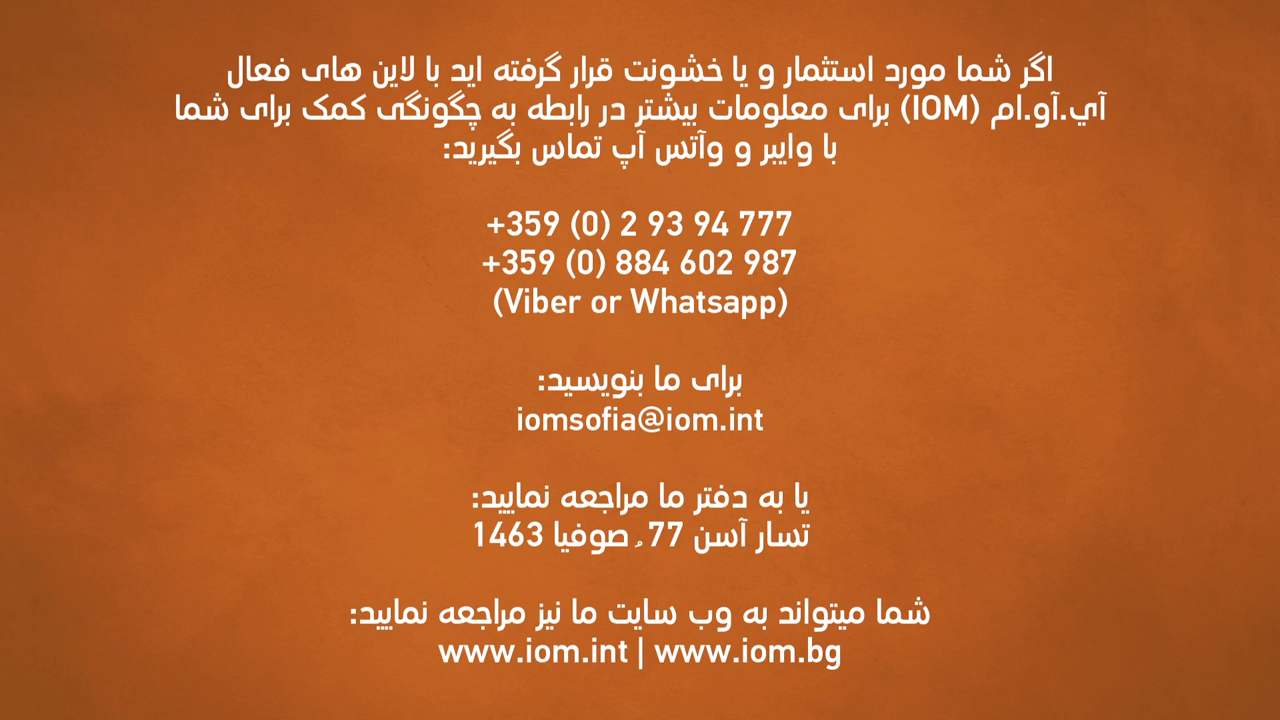 اگر شما مورد استثمار و یا خشونت قرار گرفته اید با لاین های فعال
آي.آو.ام (IOM) برای معلومات بیشتر در رابطه به چگونگی کمک برای شما
با وایبر و وآتس آپ تماس بگیرید:
+359 (0) 2 93 94 777
+359 (0) 884 602 987
(Viber or Whatsapp)
برای ما بنویسید:
iomsofia@iom.int
یا به دفتر ما مراجعه نمایید:
تسار آسن 77, صوفیا 1463
شما میتواند به وب سایت ما نیز مراجعه نمایید:
www.iom.int | www.iom.bg